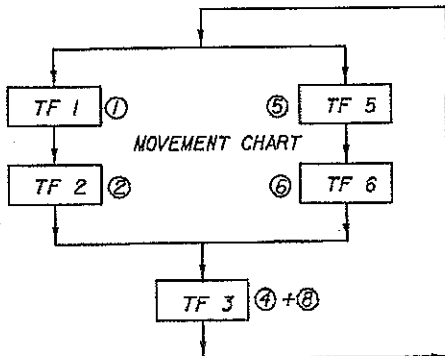 TF 1 ① ⑤ TF 5
MOVEMENT CHART
TF 2 ② ⑥ TF 6
TF 3 ④+⑧